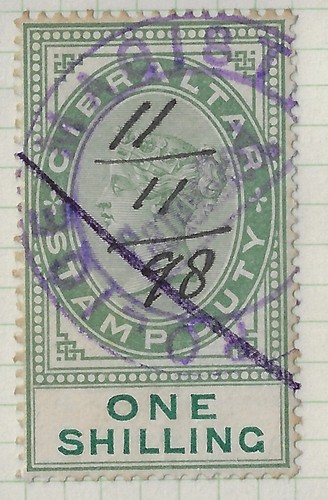 GIBRALTAR
STAMP DUTY
11
11
98
ONE
SHILLING